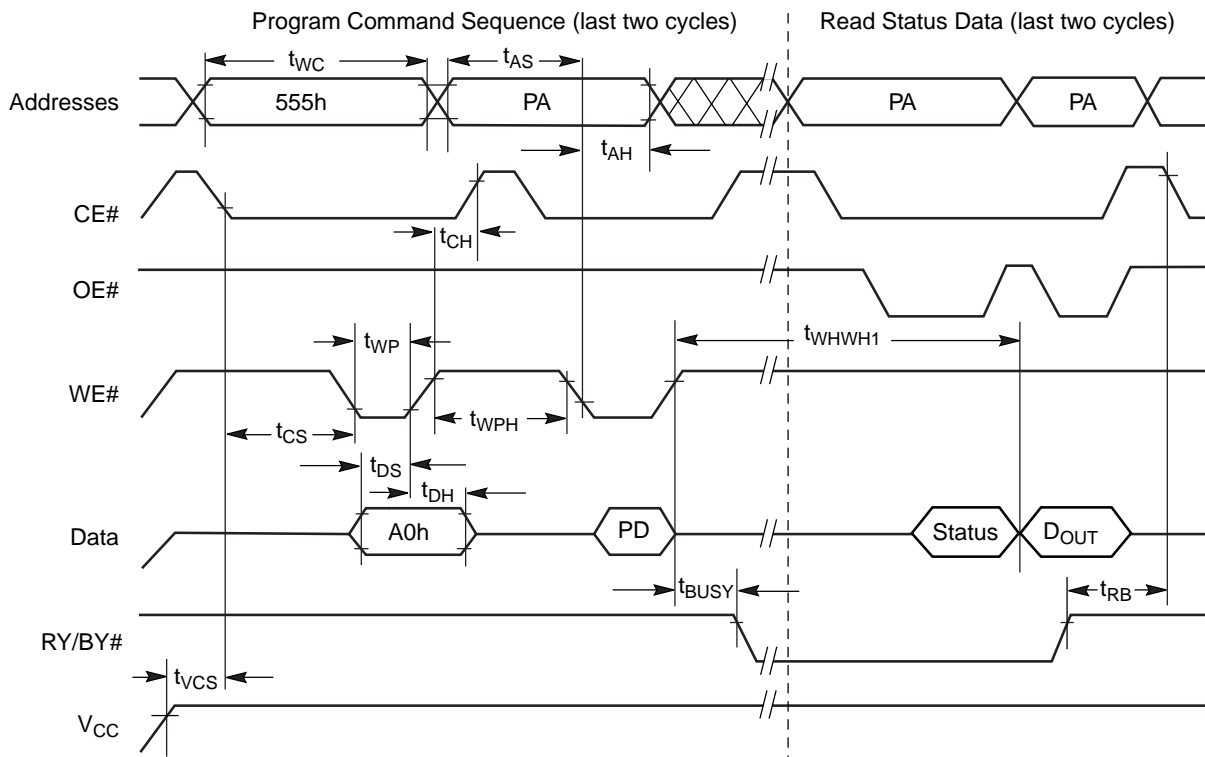 Program Command Sequence (last two cycles) Read Status Data (last two cycles)
tWC tAS
Addresses 555h PA PA PA
tAH
CE#
tCH
OE#
tWP tWHWH1
WE#
tCS tWPH
tDS
tDH
Data A0h PD Status DOUT
tBUSY tRB
RY/BY#
tVCS
VCC